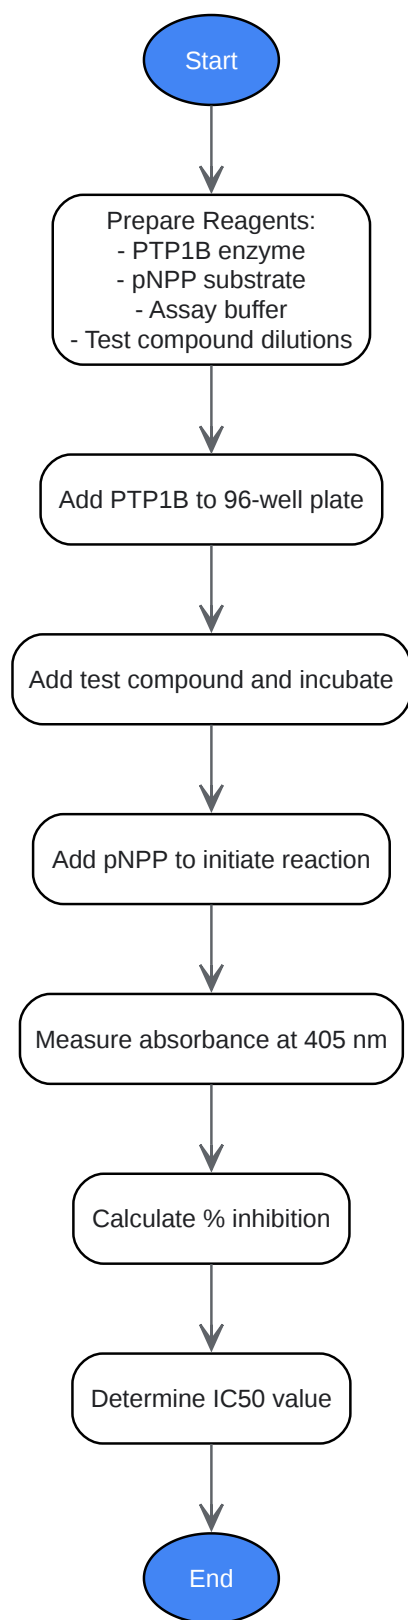 Start
Prepare Reagents:
- PTP1B enzyme
- pNPP substrate
- Assay buffer
- Test compound dilutions
Add PTP1B to 96-well plate
Add test compound and incubate
Add pNPP to initiate reaction
Measure absorbance at 405 nm
Calculate % inhibition
Determine IC50 value
End